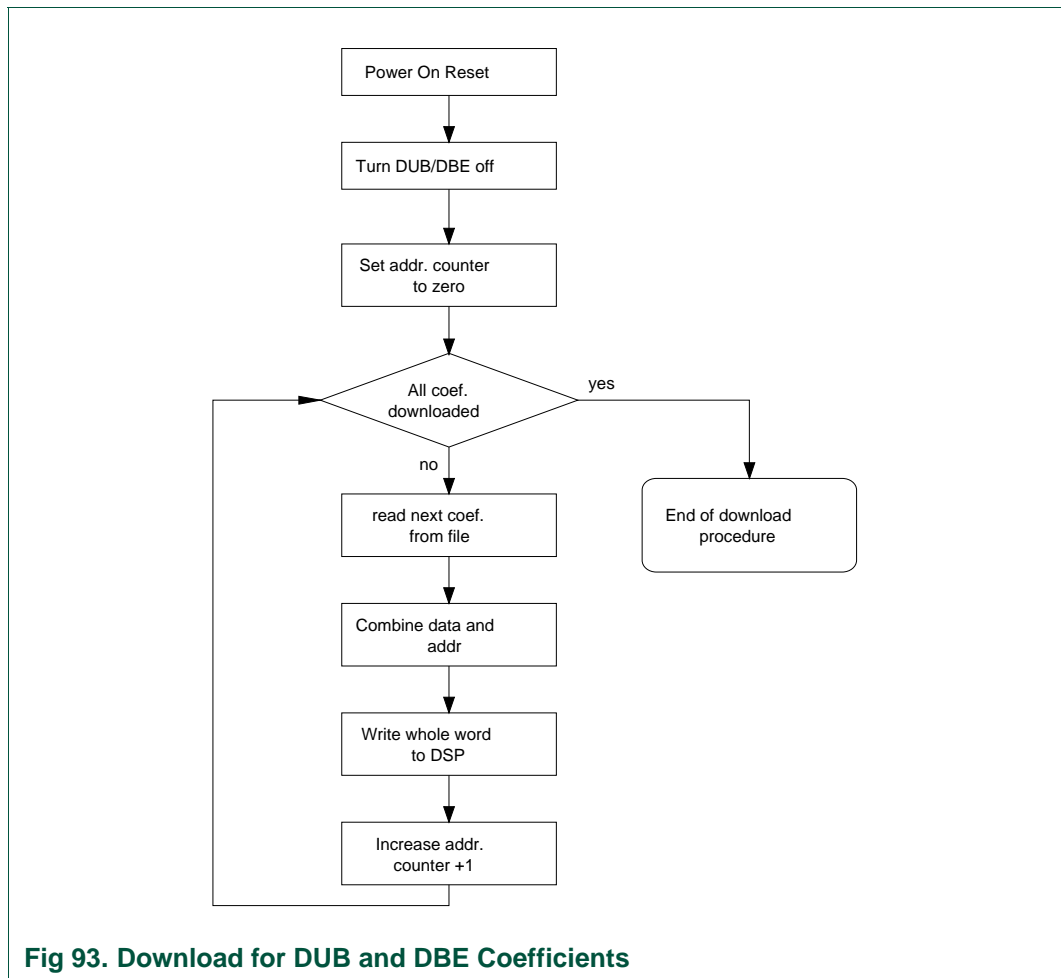 Power On Reset
Turn DUB/DBE off
Set addr. counter
to zero
All coef.
downloaded
yes
no
read next coef.
from file
End of download
procedure
Combine data and
addr
Write whole word
to DSP
Increase addr.
counter +1
Fig 93. Download for DUB and DBE Coefficients